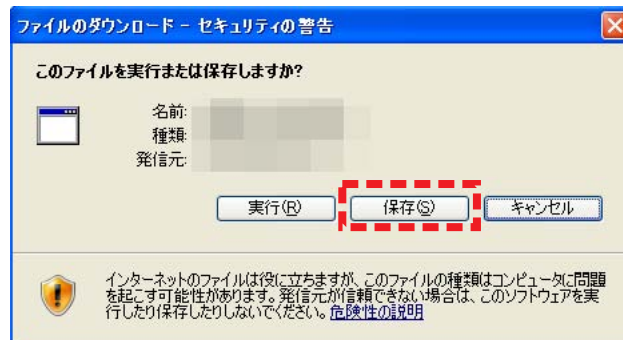 ファイルのダウンロード - セキュリティの警告
このファイルを実行または保存しますか?
名前:
種類:
発信元:
実行(R) 保存(S) キャンセル
インターネットのファイルは役に立ちますが、このファイルの種類はコンピュータに問題
を起こす可能性があります。発信元が信頼できない場合は、このソフトウェアを実
行したり保存したりしないでください。危険性の説明